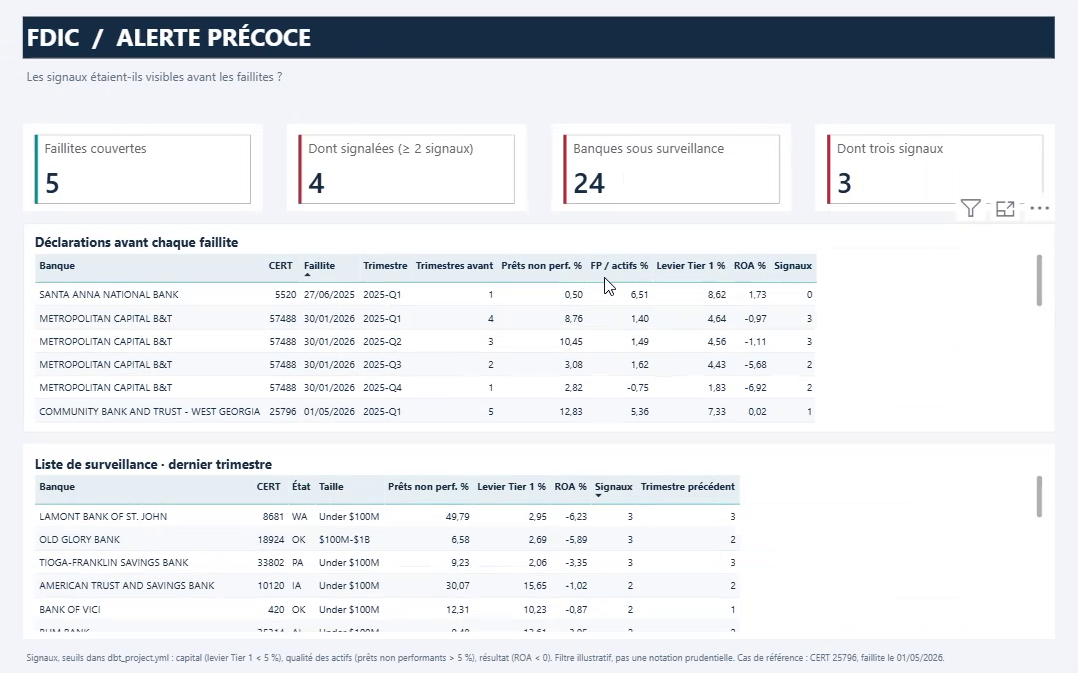 FDIC / ALERTE PRÉCOCE
Les signaux étaient-ils visibles avant les faillites ?
Faillites couvertes
5
Dont signalées (≥ 2 signaux)
4
Banques sous surveillance
24
Dont trois signaux
3
Déclarations avant chaque faillite
Banque CERT Faillite Trimestre Trimestres avant Prêts non perf. % FP / actifs % Levier Tier 1 % ROA % Signaux
SANTA ANNA NATIONAL BANK 5520 27/06/2025 2025-Q1 1 0,50 6,51 8,62 1,73 0
METROPOLITAN CAPITAL B&T 57488 30/01/2026 2025-Q1 4 8,76 1,40 4,64 -0,97 3
METROPOLITAN CAPITAL B&T 57488 30/01/2026 2025-Q2 3 10,45 1,49 4,56 -1,11 3
METROPOLITAN CAPITAL B&T 57488 30/01/2026 2025-Q3 2 3,08 1,62 4,43 -5,68 2
METROPOLITAN CAPITAL B&T 57488 30/01/2026 2025-Q4 1 2,82 -0,75 1,83 -6,92 2
COMMUNITY BANK AND TRUST - WEST GEORGIA 25796 01/05/2026 2025-Q1 5 12,83 5,36 7,33 0,02 1
Liste de surveillance · dernier trimestre
Banque CERT État Taille Prêts non perf. % Levier Tier 1 % ROA % Signaux Trimestre précédent
LAMONT BANK OF ST. JOHN 8681 WA Under $100M 49,79 2,95 -6,23 3 3
OLD GLORY BANK 18924 OK $100M-$1B 6,58 2,69 -5,89 3 2
TIOGA-FRANKLIN SAVINGS BANK 33802 PA Under $100M 9,23 2,06 -3,35 3 3
AMERICAN TRUST AND SAVINGS BANK 10120 IA Under $100M 30,07 15,65 -1,02 2 2
BANK OF VICI 420 OK Under $100M 12,31 10,23 -0,87 2 1
Signaux, seuils dans dbt_project.yml : capital (levier Tier 1 < 5 %), qualité des actifs (prêts non performants > 5 %), résultat (ROA < 0). Filtre illustratif, pas une notation prudentielle. Cas de référence : CERT 25796, faillite le 01/05/2026.